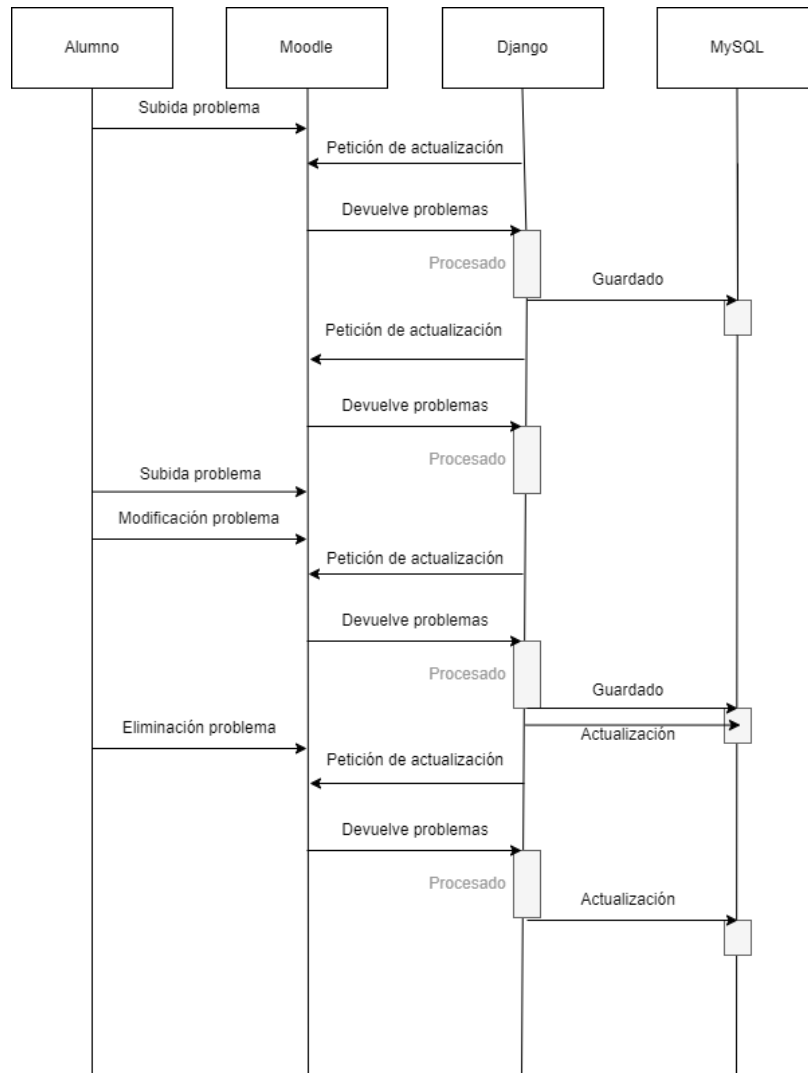 Alumno
Moodle
Django
MySQL
Subida problema
Petición de actualización
Devuelve problemas
Procesado
Guardado
Petición de actualización
Devuelve problemas
Procesado
Subida problema
Modificación problema
Petición de actualización
Devuelve problemas
Procesado
Guardado
Eliminación problema
Actualización
Petición de actualización
Devuelve problemas
Procesado
Actualización